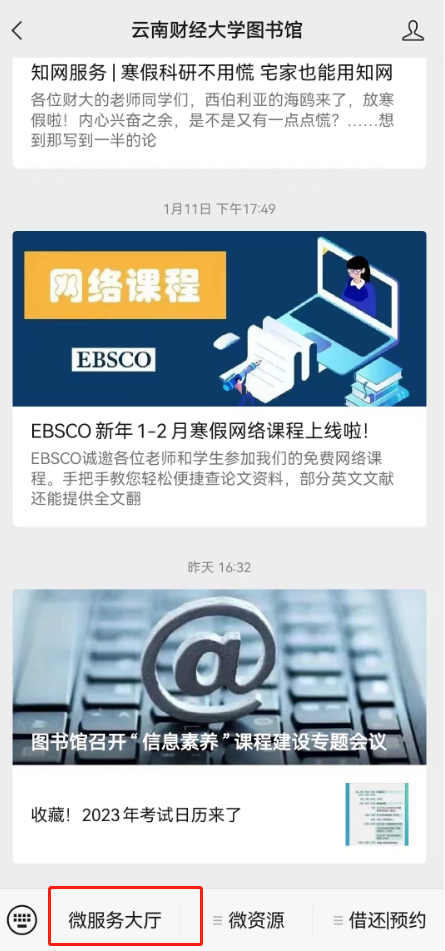 云南财经大学图书馆
知网服务 | 寒假科研不用慌 宅家也能用知网
各位财大的老师同学们，西伯利亚的海鸥来了，放寒
假啦！内心兴奋之余，是不是又有一点点慌？……想
到那写到一半的论
1月11日 下午17:49
网络课程
EBSCO
EBSCO 新年 1-2 月寒假网络课程上线啦！
EBSCO诚邀各位老师和学生参加我们的免费网络课
程。手把手教您轻松便捷查论文资料，部分英文文献
还能提供全文翻
昨天 16:32
@
图书馆召开“信息素养”课程建设专题会议
收藏！2023年考试日历来了
微服务大厅
微资源
借还|预约